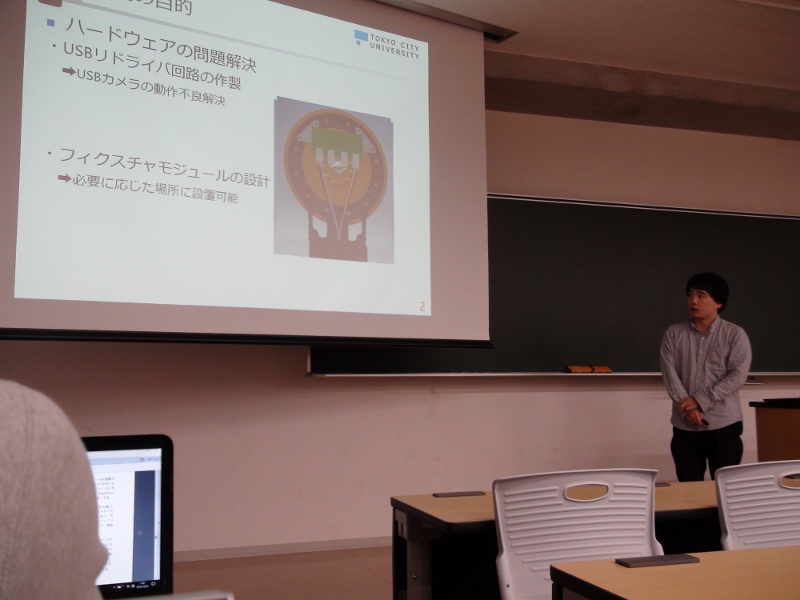 の目的
TOKYO CITY
UNIVERSITY
ハードウェアの問題解決
・USBリドライバ回路の作製
➡USBカメラの動作不良解決
・フィクスチャモジュールの設計
➡必要に応じた場所に設置可能
2